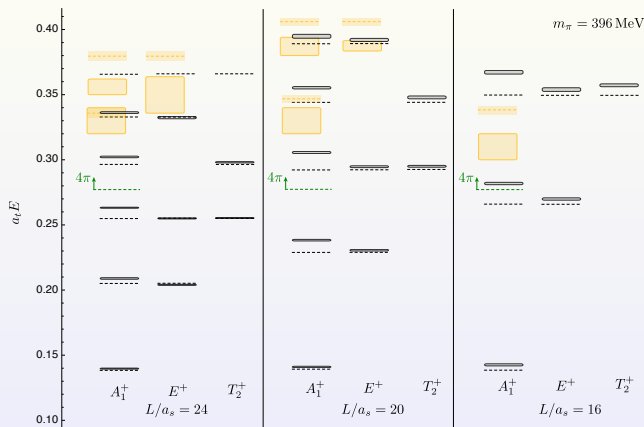 0.40
0.35
0.30
0.25
0.20
0.15
0.10
a_t E
m_π = 396 MeV
4π
4π
4π
A_1^+ E^+ T_2^+
A_1^+ E^+ T_2^+
A_1^+ E^+ T_2^+
L/a_s = 24
L/a_s = 20
L/a_s = 16